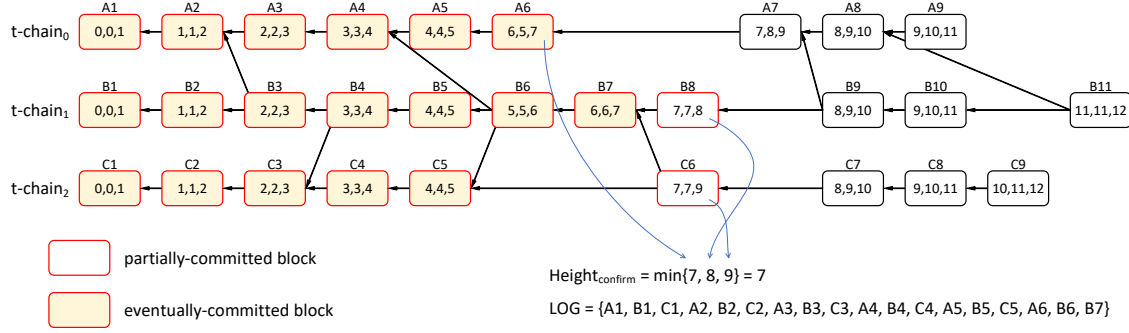 A1 A2 A3 A4 A5 A6 A7 A8 A9
t-chain0 0,0,1 1,1,2 2,2,3 3,3,4 4,4,5 6,5,7 7,8,9 8,9,10 9,10,11
B1 B2 B3 B4 B5 B6 B7 B8 B9 B10 B11
t-chain1 0,0,1 1,1,2 2,2,3 3,3,4 4,4,5 5,5,6 6,6,7 7,7,8 8,9,10 9,10,11 11,11,12
C1 C2 C3 C4 C5 C6 C7 C8 C9
t-chain2 0,0,1 1,1,2 2,2,3 3,3,4 4,4,5 7,7,9 8,9,10 9,10,11 10,11,12
partially-committed block
eventually-committed block
Heightconfirm = min{7, 8, 9} = 7
LOG = {A1, B1, C1, A2, B2, C2, A3, B3, C3, A4, B4, C4, A5, B5, C5, A6, B6, B7}